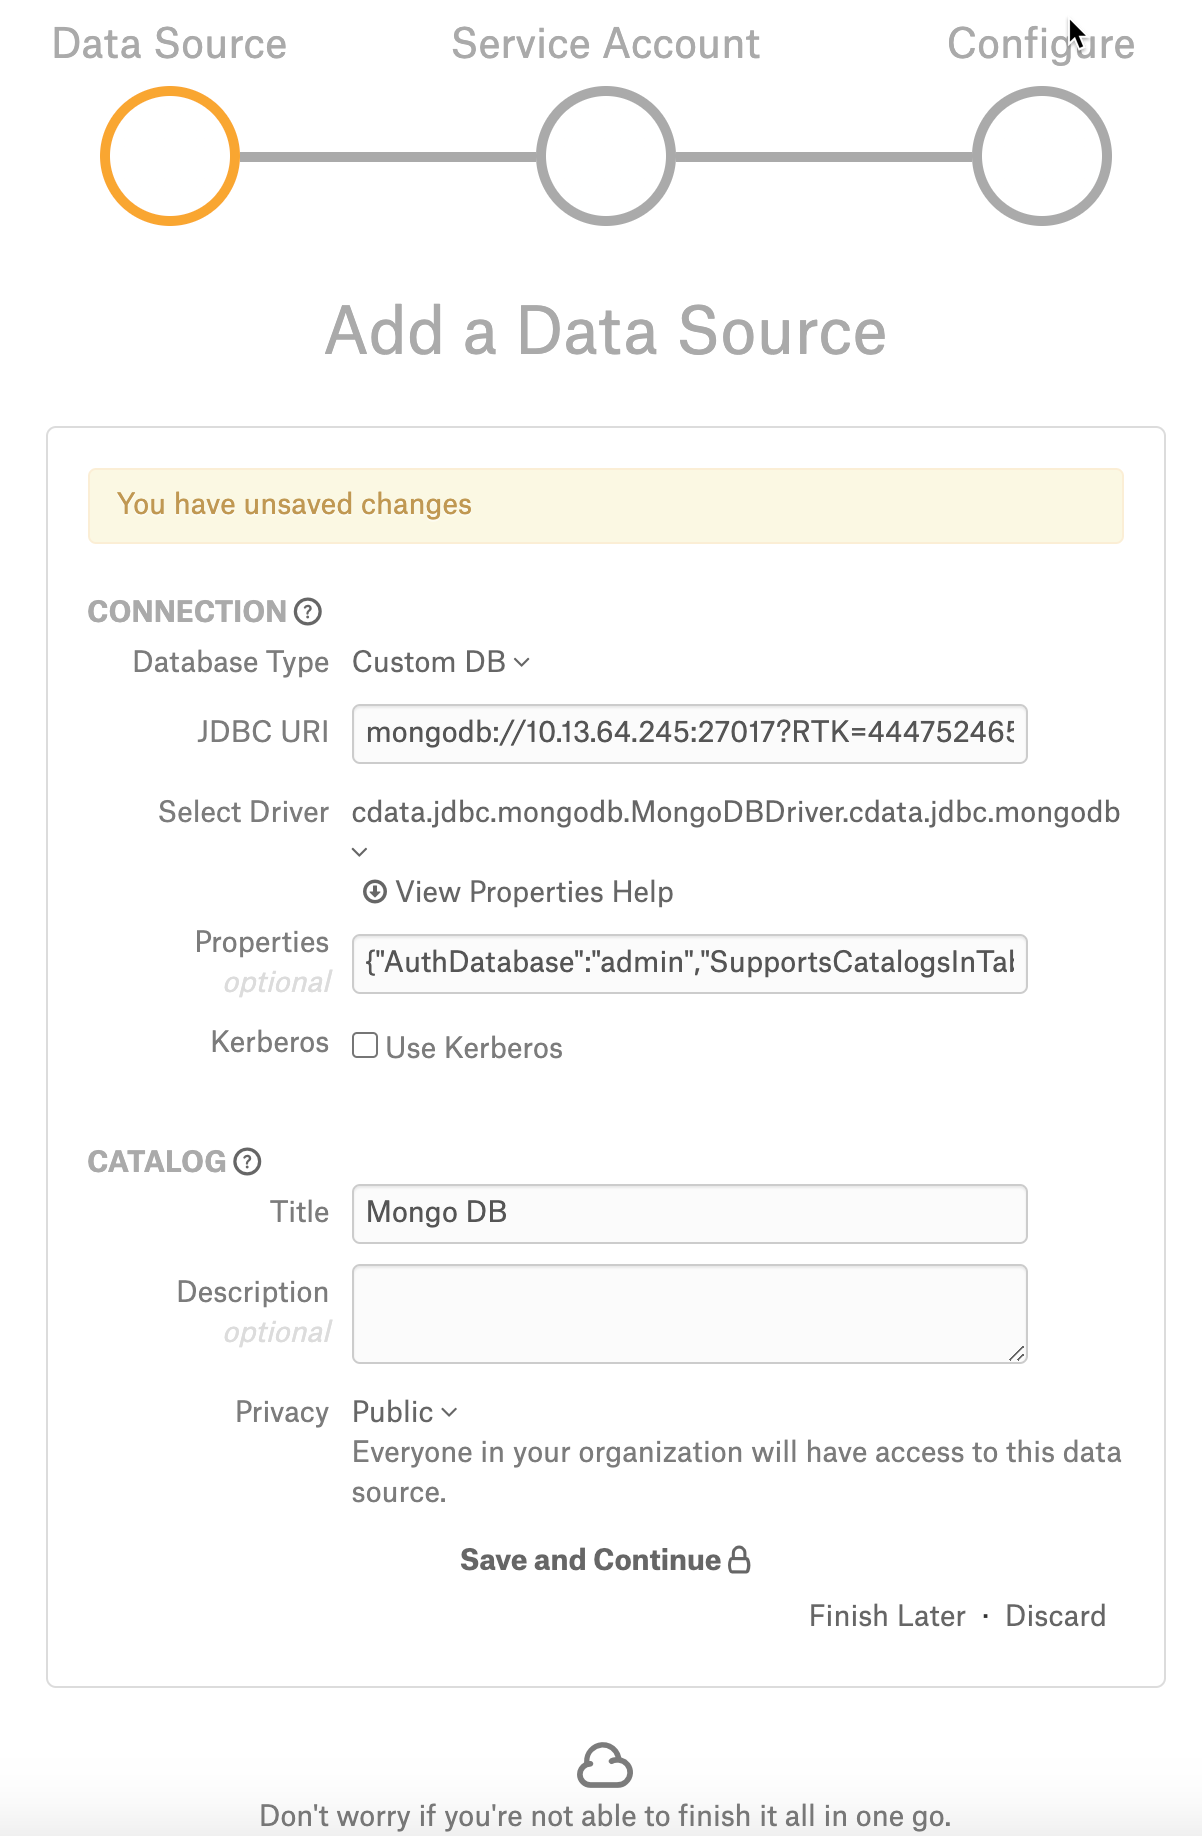 Data Source
Service Account
Configure
Add a Data Source
You have unsaved changes
CONNECTION ?
Database Type Custom DB
JDBC URI mongodb://10.13.64.245:27017?RTK=444752465
Select Driver cdata.jdbc.mongodb.MongoDBDriver.cdata.jdbc.mongodb
View Properties Help
Properties {"AuthDatabase":"admin","SupportsCatalogsInTab
optional
Kerberos Use Kerberos
CATALOG ?
Title Mongo DB
Description
optional
Privacy Public
Everyone in your organization will have access to this data
source.
Save and Continue
Finish Later · Discard
Don't worry if you're not able to finish it all in one go.